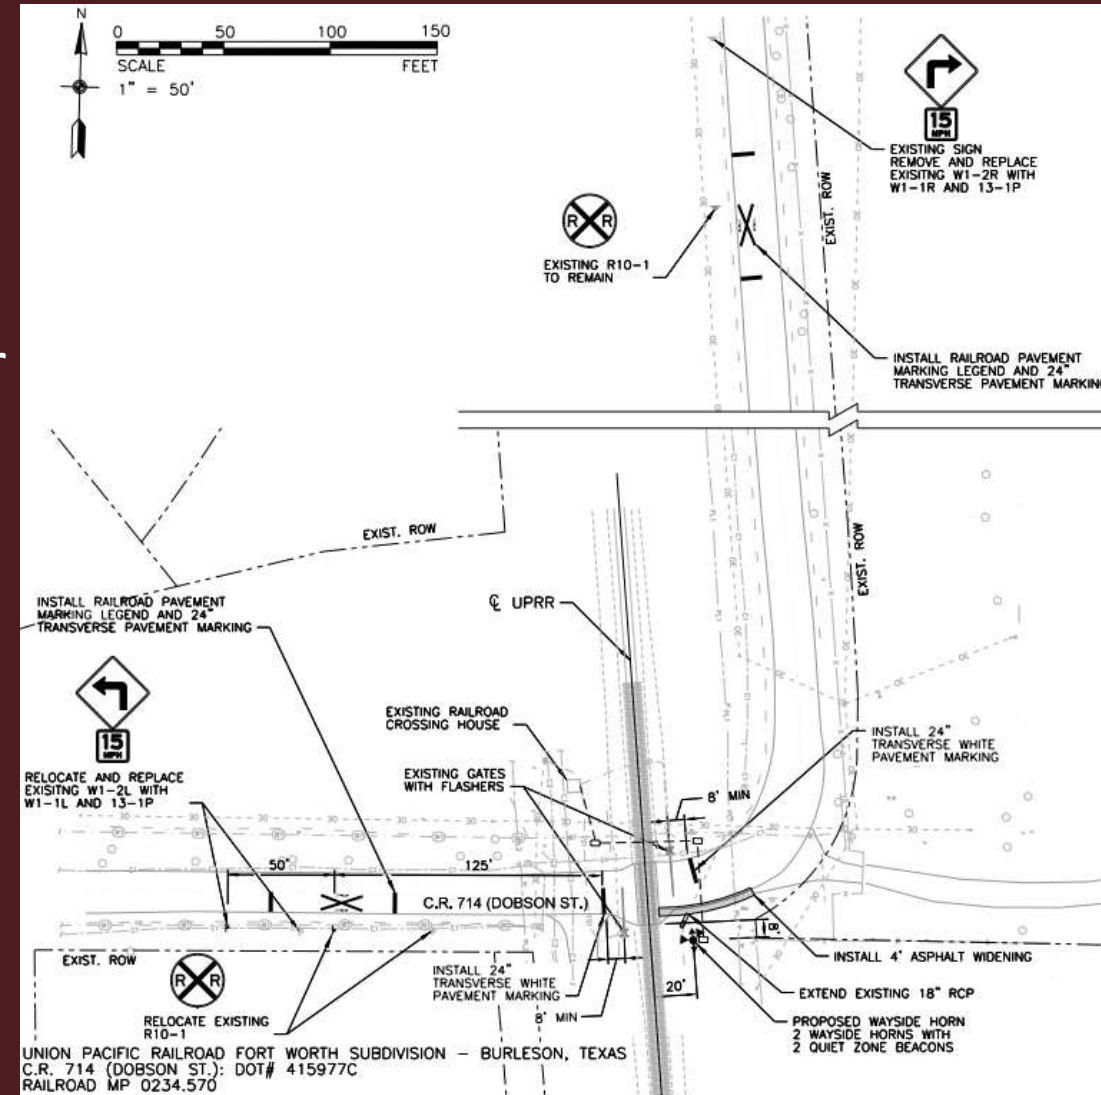 N
0 50 100 150
SCALE FEET
1" = 50'
15
MPH
EXISTING SIGN
REMOVE AND REPLACE
EXISITNG W1-2R WITH
W1-1R AND 13-1P
EXIST. ROW
R R
EXISTING R10-1
TO REMAIN
INSTALL RAILROAD PAVEMENT
MARKING LEGEND AND 24"
TRANSVERSE PAVEMENT MARKING
EXIST. ROW
EXIST. ROW
INSTALL RAILROAD PAVEMENT
MARKING LEGEND AND 24"
TRANSVERSE PAVEMENT MARKING
℄ UPRR
15
MPH
RELOCATE AND REPLACE
EXISITNG W1-2L WITH
W1-1L AND 13-1P
EXISTING RAILROAD
CROSSING HOUSE
EXISTING GATES
WITH FLASHERS
INSTALL 24"
TRANSVERSE WHITE
PAVEMENT MARKING
8' MIN
50' 125'
C.R. 714 (DOBSON ST.)
8'
EXIST. ROW
R R
RELOCATE EXISTING
R10-1
INSTALL 24"
TRANSVERSE WHITE
PAVEMENT MARKING
8' MIN
20'
INSTALL 4' ASPHALT WIDENING
EXTEND EXISTING 18" RCP
PROPOSED WAYSIDE HORN
2 WAYSIDE HORNS WITH
2 QUIET ZONE BEACONS
UNION PACIFIC RAILROAD FORT WORTH SUBDIVISION - BURLESON, TEXAS
C.R. 714 (DOBSON ST.): DOT# 415977C
RAILROAD MP 0234.570